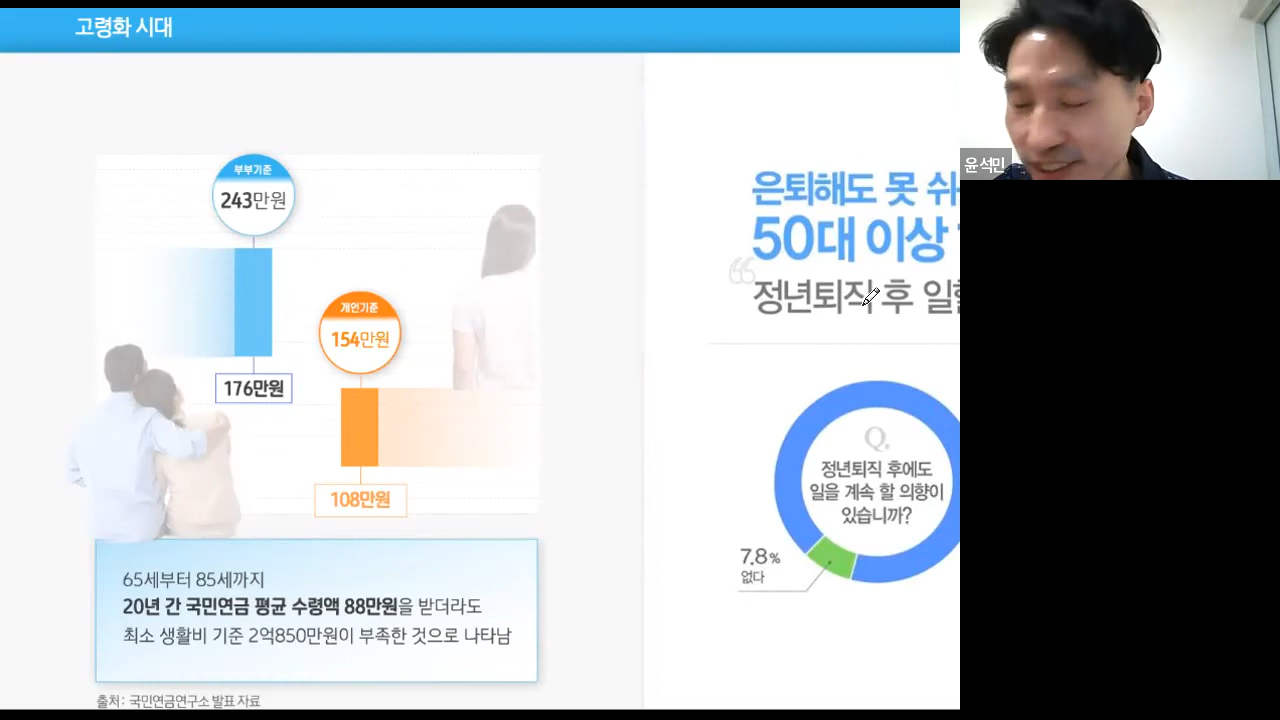 고령화 시대
부부기준
243만원
176만원
개인기준
154만원
108만원
65세부터 85세까지
20년 간 국민연금 평균 수령액 88만원을 받더라도
최소 생활비 기준 2억850만원이 부족한 것으로 나타남
출처: 국민연금연구소 발표 자료
은퇴해도 못
50대 이상
정년퇴직 후
Q.
정년퇴직 후에도
일을 계속 할 의향이
있습니까?
7.8%
없다
윤석민